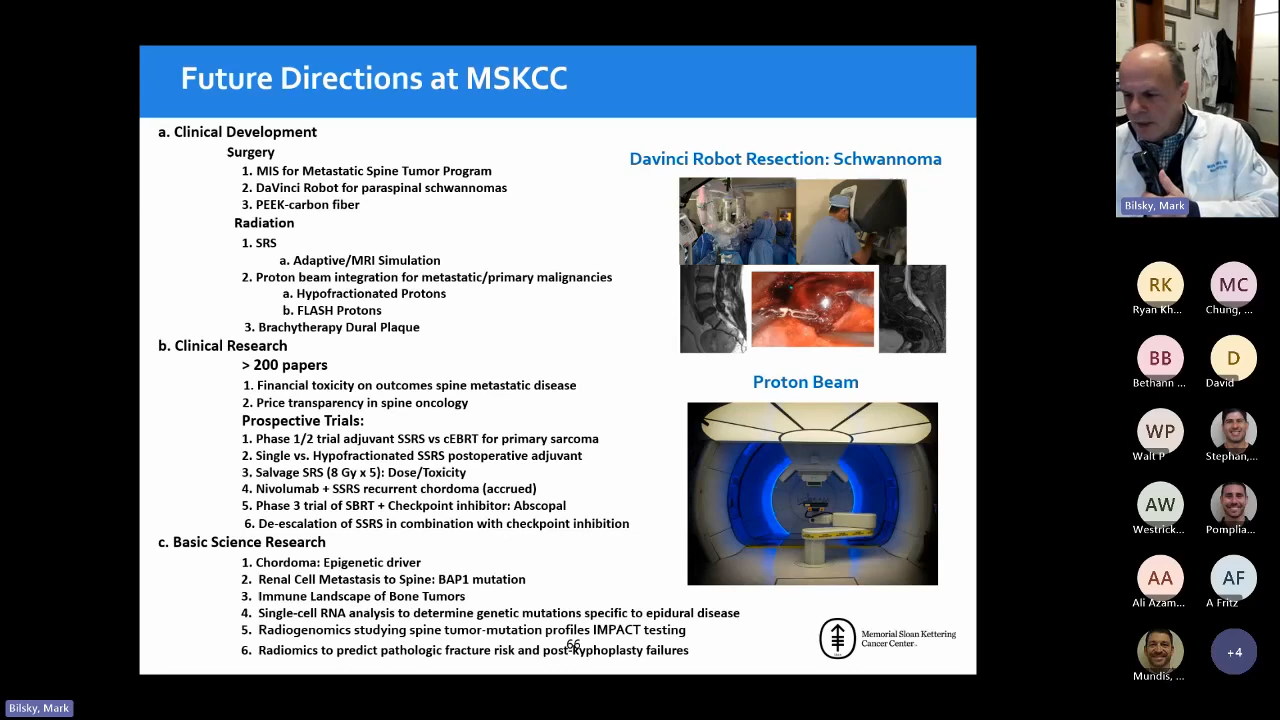 Future Directions at MSKCC
a. Clinical Development
Surgery
1. MIS for Metastatic Spine Tumor Program
2. DaVinci Robot for paraspinal schwannomas
3. PEEK-carbon fiber
Radiation
1. SRS
a. Adaptive/MRI Simulation
2. Proton beam integration for metastatic/primary malignancies
a. Hypofractionated Protons
b. FLASH Protons
3. Brachytherapy Dural Plaque
b. Clinical Research
> 200 papers
1. Financial toxicity on outcomes spine metastatic disease
2. Price transparency in spine oncology
Prospective Trials:
1. Phase 1/2 trial adjuvant SSRS vs cEBRT for primary sarcoma
2. Single vs. Hypofractionated SSRS postoperative adjuvant
3. Salvage SRS (8 Gy x 5): Dose/Toxicity
4. Nivolumab + SSRS recurrent chordoma (accrued)
5. Phase 3 trial of SBRT + Checkpoint inhibitor: Abscopal
6. De-escalation of SSRS in combination with checkpoint inhibition
c. Basic Science Research
1. Chordoma: Epigenetic driver
2. Renal Cell Metastasis to Spine: BAP1 mutation
3. Immune Landscape of Bone Tumors
4. Single-cell RNA analysis to determine genetic mutations specific to epidural disease
5. Radiogenomics studying spine tumor-mutation profiles IMPACT testing
66
6. Radiomics to predict pathologic fracture risk and post-kyphoplasty failures
Davinci Robot Resection: Schwannoma
Proton Beam
Memorial Sloan Kettering
Cancer Center
Bilsky, Mark
RK
Ryan Kh...
MC
Chung, ...
BB
Bethann ...
D
David
WP
Walt P
Stephan,...
AW
Westrick...
Pomplia...
AA
Ali Azam...
AF
A Fritz
Mundis, ...
+4
Bilsky, Mark